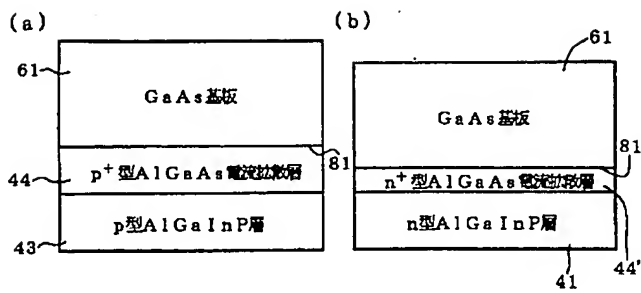 (a)
61
GaAs基板
81
44
p+型AlGaAs電流拡散層
43
p型AlGaInP層
(b)
61
GaAs基板
81
n+型AlGaAs電流拡散層
44'
n型AlGaInP層
41